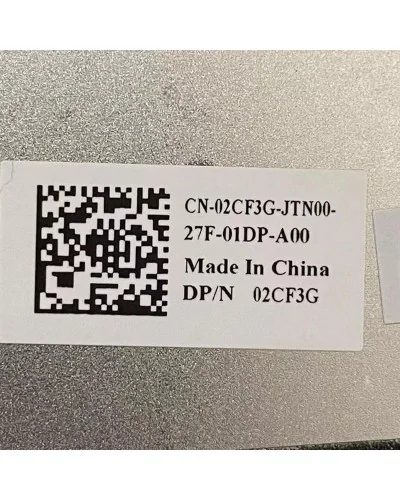 CN-02CF3G-JTN00-
27F-01DP-A00
Made In China
DP/N 02CF3G